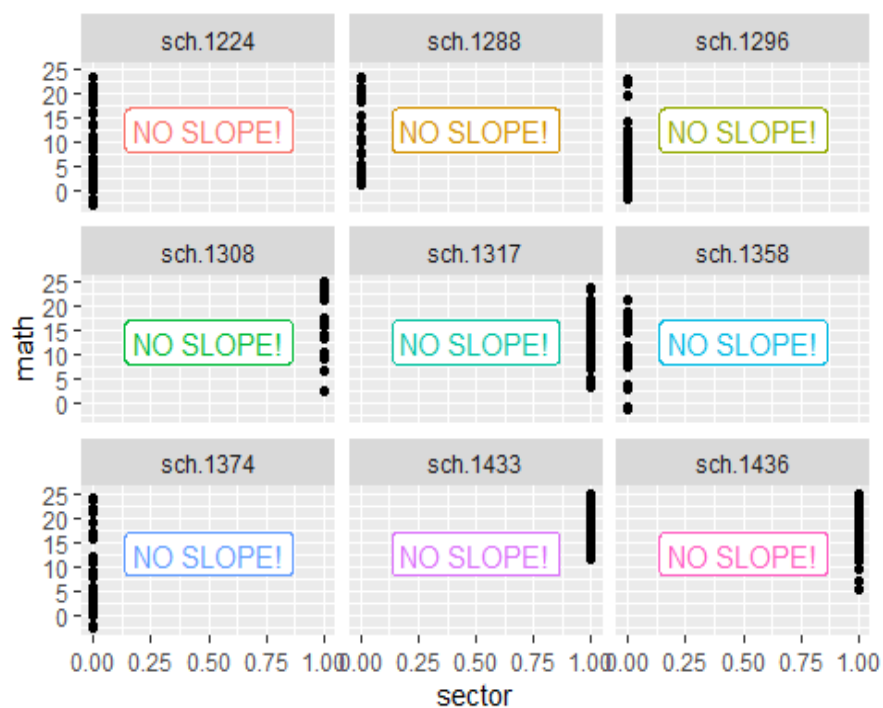 sch.1224 sch.1288 sch.1296
25
20
15
10
5
0
NO SLOPE! NO SLOPE! NO SLOPE!
sch.1308 sch.1317 sch.1358
25
20
15
10
5
0
NO SLOPE! NO SLOPE! NO SLOPE!
math
sch.1374 sch.1433 sch.1436
25
20
15
10
5
0
NO SLOPE! NO SLOPE! NO SLOPE!
0.00 0.25 0.50 0.75 1.00 0.00 0.25 0.50 0.75 1.00 0.00 0.25 0.50 0.75 1.00
sector